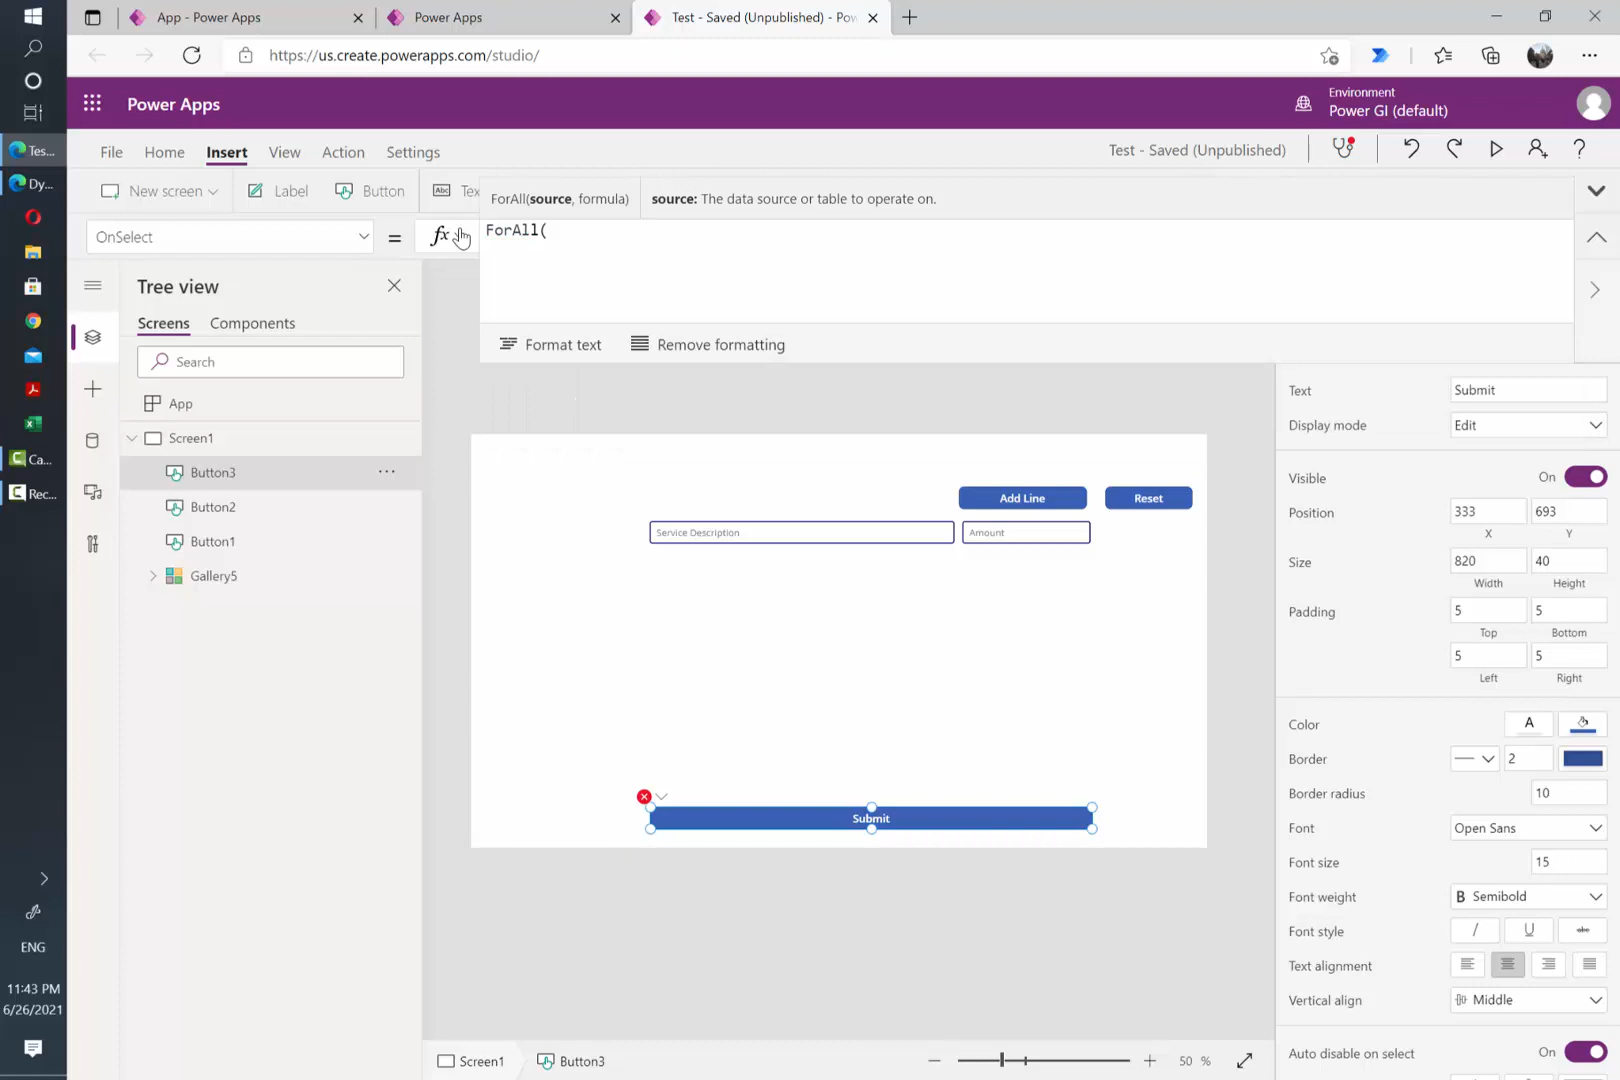 App - Power Apps
Power Apps
Test - Saved (Unpublished) - Pow
https://us.create.powerapps.com/studio/
Power Apps
Environment
Power GI (default)
File
Home
Insert
View
Action
Settings
Test - Saved (Unpublished)
New screen
Label
Button
Abc
Tex
ForAll(source, formula)
source: The data source or table to operate on.
OnSelect
=
fx
ForAll(
Format text
Remove formatting
Tree view
Screens
Components
Search
App
Screen1
Button3
Button2
Button1
Gallery5
Add Line
Reset
Service Description
Amount
Submit
Text
Submit
Display mode
Edit
Visible
On
Position
333
693
X
Y
Size
820
40
Width
Height
Padding
5
5
Top
Bottom
5
5
Left
Right
Color
A
Border
2
Border radius
10
Font
Open Sans
Font size
15
Font weight
B Semibold
Font style
/
U
abc
Text alignment
Vertical align
Middle
Auto disable on select
On
Screen1
Button3
50 %
Tes...
Dy...
Ca...
Rec...
ENG
11:43 PM
6/26/2021